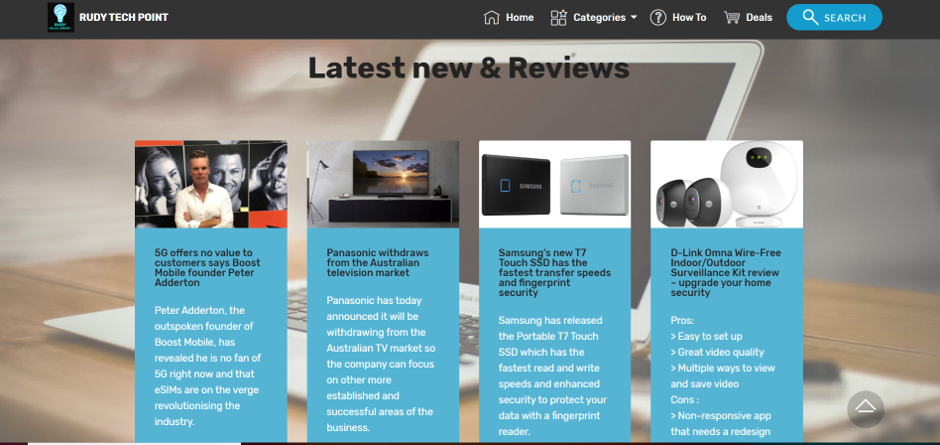 RUDY TECH POINT
Home
Categories
How To
Deals
SEARCH
Latest new & Reviews
SAMSUNG
SAMSUNG
5G offers no value to
customers says Boost
Mobile founder Peter
Adderton
Peter Adderton, the
outspoken founder of
Boost Mobile, has
revealed he is no fan of
5G right now and that
eSIMs are on the verge
revolutionising the
industry.
Panasonic withdraws
from the Australian
television market
Panasonic has today
announced it will be
withdrawing from the
Australian TV market so
the company can focus
on other more
established and
successful areas of the
business.
Samsung's new T7
Touch SSD has the
fastest transfer speeds
and fingerprint
security
Samsung has released
the Portable T7 Touch
SSD which has the
fastest read and write
speeds and enhanced
security to protect your
data with a fingerprint
reader.
D-Link Omna Wire-Free
Indoor/Outdoor
Surveillance Kit review
– upgrade your home
security
Pros:
> Easy to set up
> Great video quality
> Multiple ways to view
and save video
Cons :
> Non-responsive app
that needs a redesign